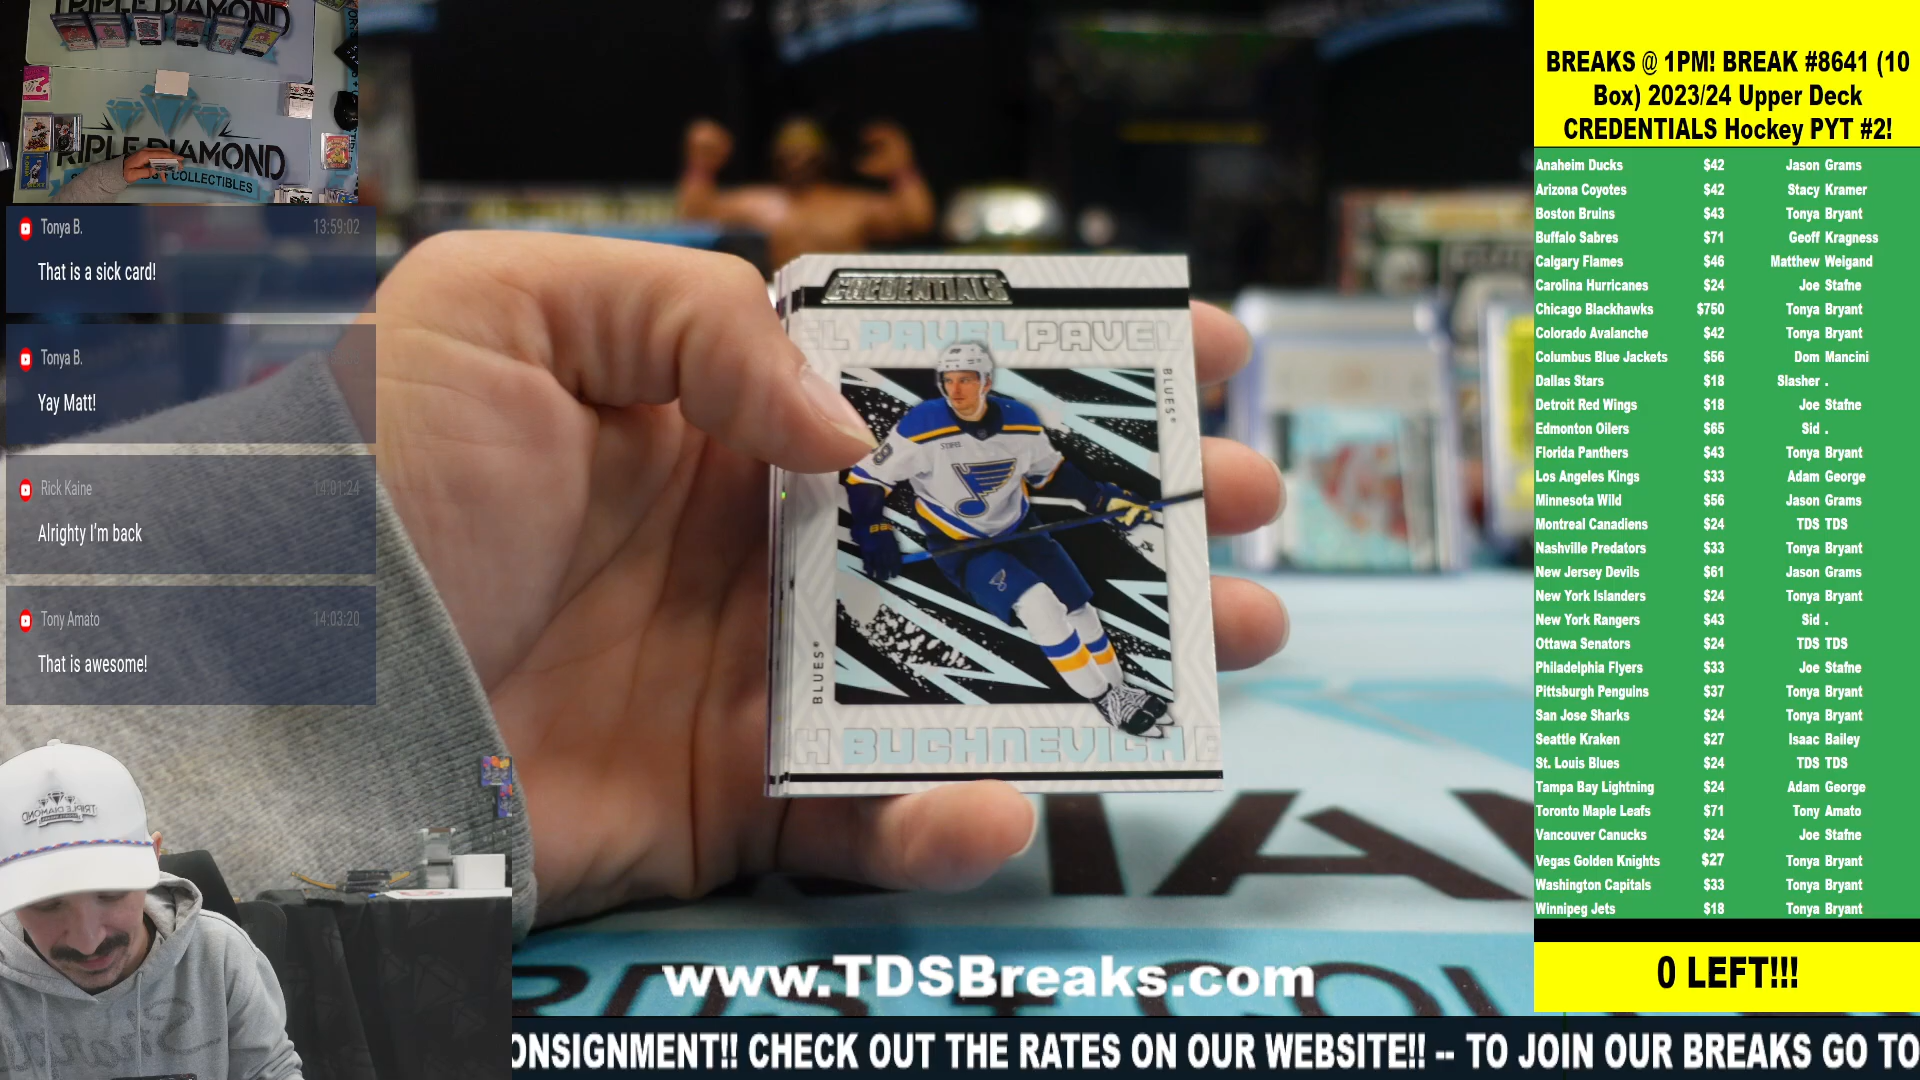 TRIPLE DIAMOND
RIPLE DIAMOND
COLLECTIBLES
Tonya B.
13:59:02
That is a sick card!
Tonya B.
Yay Matt!
Rick Kaine
14:01:24
Alrighty I'm back
Tony Amato
14:03:20
That is awesome!
CREDENTIALS
EL PAVEL PAVEL
BLUES
BLUES
H BUCHNEVICH B
www.TDSBreaks.com
BREAKS @ 1PM! BREAK #8641 (10
Box) 2023/24 Upper Deck
CREDENTIALS Hockey PYT #2!
Anaheim Ducks $42 Jason Grams
Arizona Coyotes $42 Stacy Kramer
Boston Bruins $43 Tonya Bryant
Buffalo Sabres $71 Geoff Kragness
Calgary Flames $46 Matthew Weigand
Carolina Hurricanes $24 Joe Stafne
Chicago Blackhawks $750 Tonya Bryant
Colorado Avalanche $42 Tonya Bryant
Columbus Blue Jackets $56 Dom Mancini
Dallas Stars $18 Slasher .
Detroit Red Wings $18 Joe Stafne
Edmonton Oilers $65 Sid .
Florida Panthers $43 Tonya Bryant
Los Angeles Kings $33 Adam George
Minnesota Wild $56 Jason Grams
Montreal Canadiens $24 TDS TDS
Nashville Predators $33 Tonya Bryant
New Jersey Devils $61 Jason Grams
New York Islanders $24 Tonya Bryant
New York Rangers $43 Sid .
Ottawa Senators $24 TDS TDS
Philadelphia Flyers $33 Joe Stafne
Pittsburgh Penguins $37 Tonya Bryant
San Jose Sharks $24 Tonya Bryant
Seattle Kraken $27 Isaac Bailey
St. Louis Blues $24 TDS TDS
Tampa Bay Lightning $24 Adam George
Toronto Maple Leafs $71 Tony Amato
Vancouver Canucks $24 Joe Stafne
Vegas Golden Knights $27 Tonya Bryant
Washington Capitals $33 Tonya Bryant
Winnipeg Jets $18 Tonya Bryant
0 LEFT!!!
ONSIGNMENT!! CHECK OUT THE RATES ON OUR WEBSITE!! -- TO JOIN OUR BREAKS GO TO